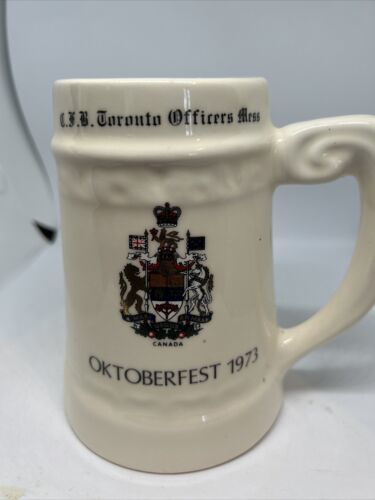 C.F.B. Toronto Officers Mess
CANADA
OKTOBERFEST 1973